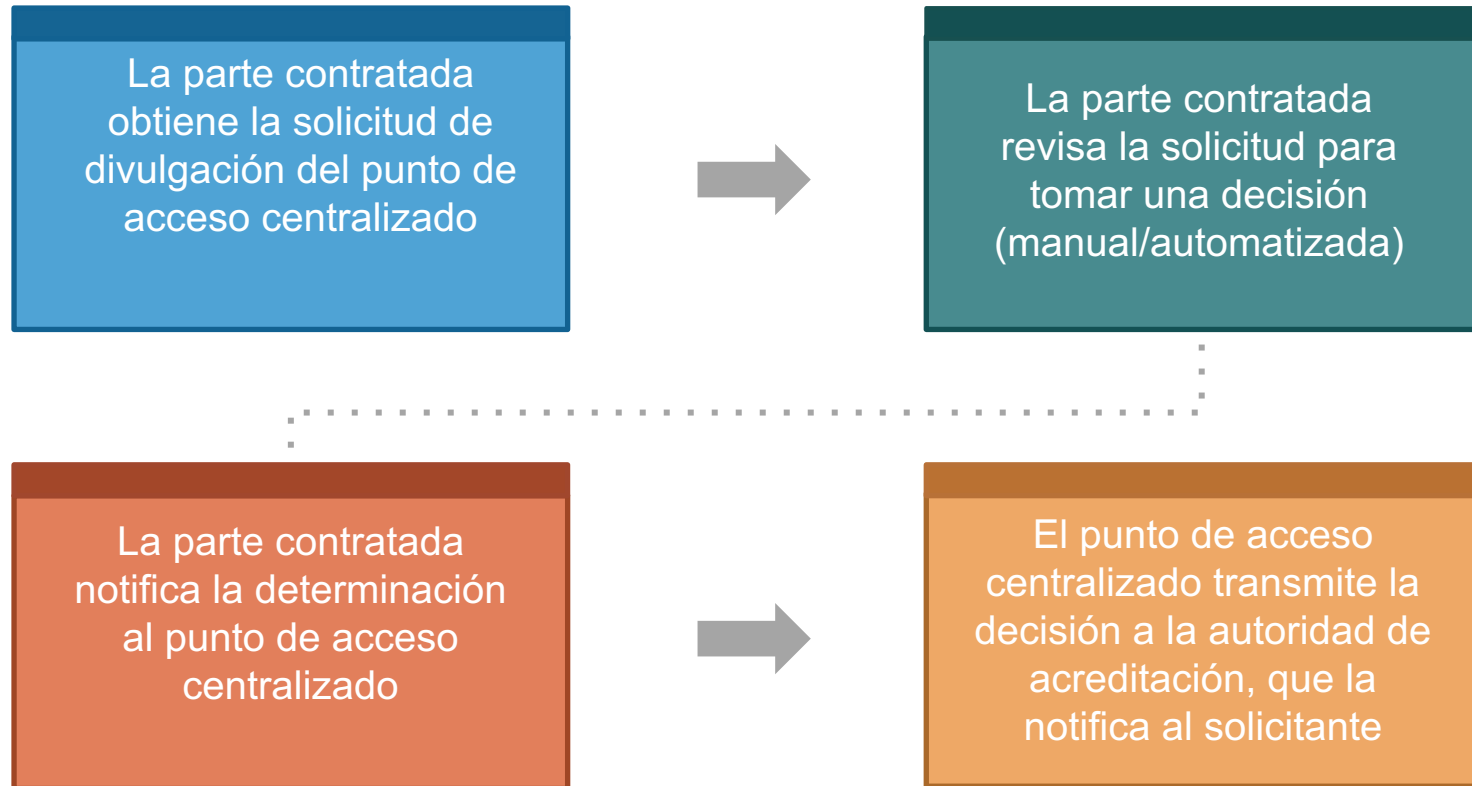 La parte contratada
obtiene la solicitud de
divulgación del punto de
acceso centralizado
La parte contratada
revisa la solicitud para
tomar una decisión
(manual/automatizada)
La parte contratada
notifica la determinación
al punto de acceso
centralizado
El punto de acceso
centralizado transmite la
decisión a la autoridad de
acreditación, que la
notifica al solicitante